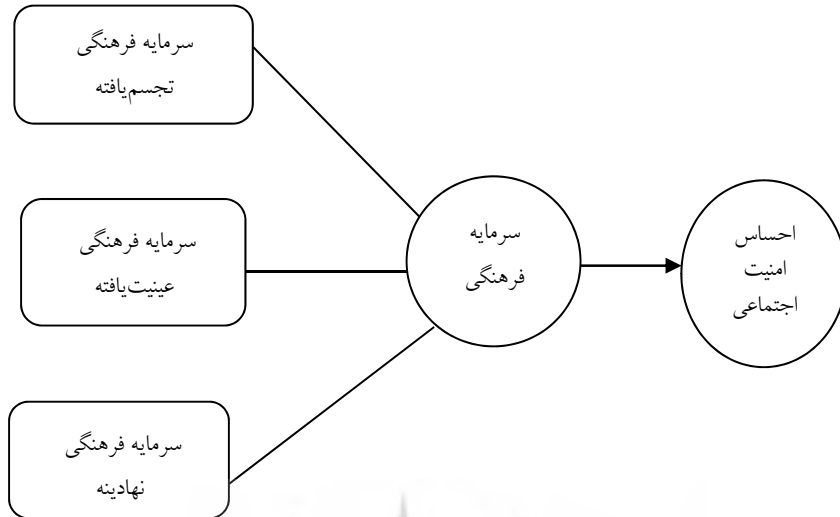 سرمایه فرهنگی
تجسم‌یافته
سرمایه فرهنگی
عینیت‌یافته
سرمایه فرهنگی
نهادینه
سرمایه
فرهنگی
احساس
امنیت
اجتماعی